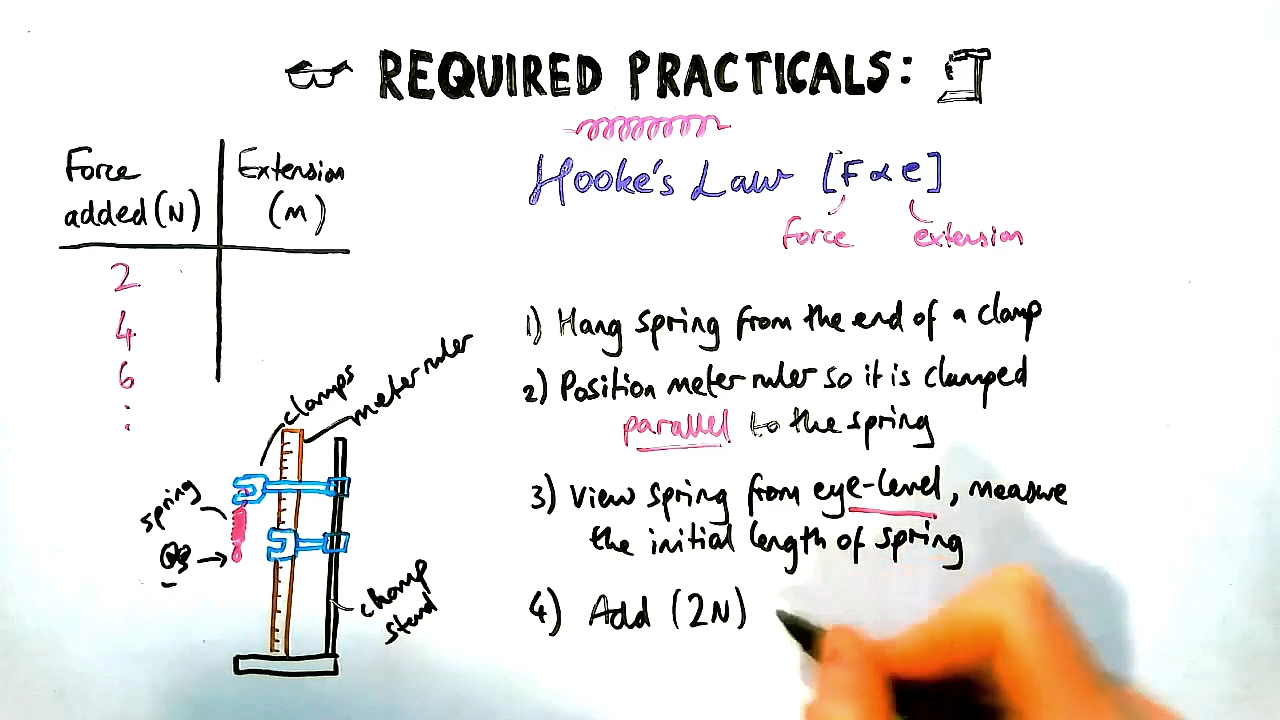 REQUIRED PRACTICALS:
Hooke's Law [F ∝ e]
force
extension
Force added (N)
Extension (M)
2
4
6
:
clamps
meter ruler
spring
clamp stand
1) Hang spring from the end of a clamp
2) Position meter ruler so it is clamped
parallel to the spring
3) View spring from eye-level, measure
the initial length of spring
4) Add (2N)